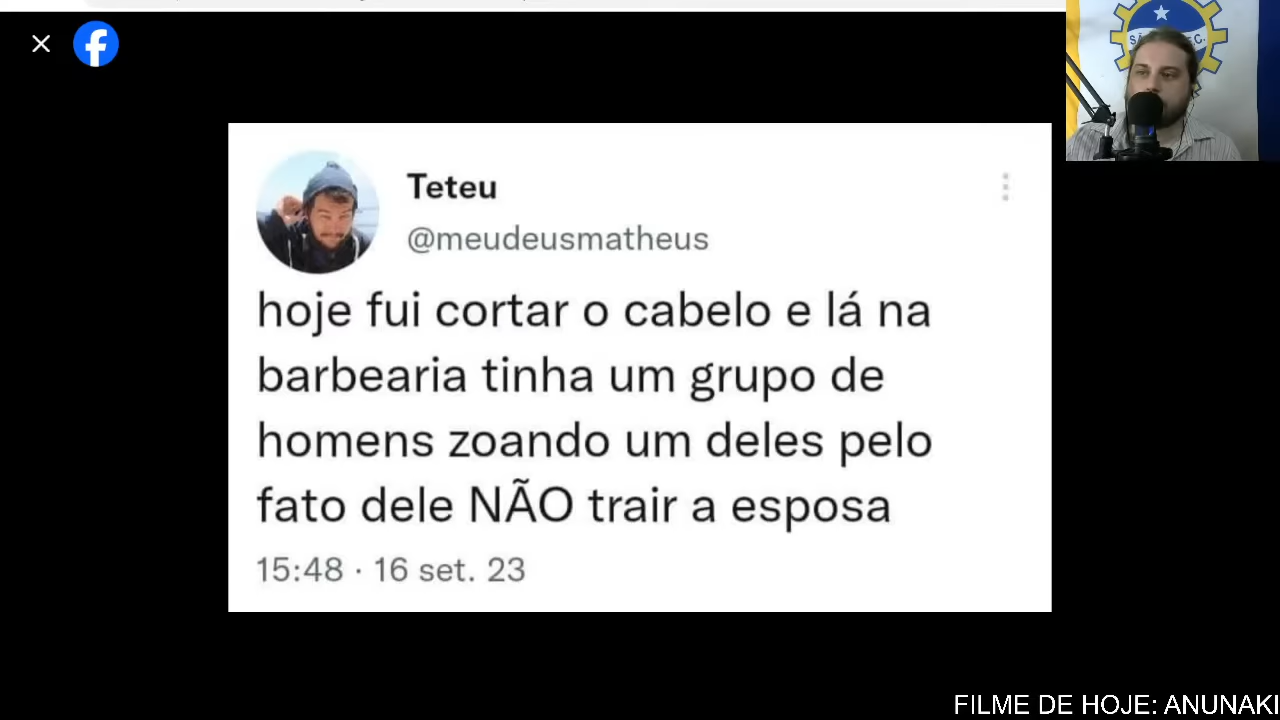 Teteu
@meudeusmatheus
hoje fui cortar o cabelo e lá na
barbearia tinha um grupo de
homens zoando um deles pelo
fato dele NÃO trair a esposa
15:48 · 16 set. 23
FILME DE HOJE: ANUNAKI